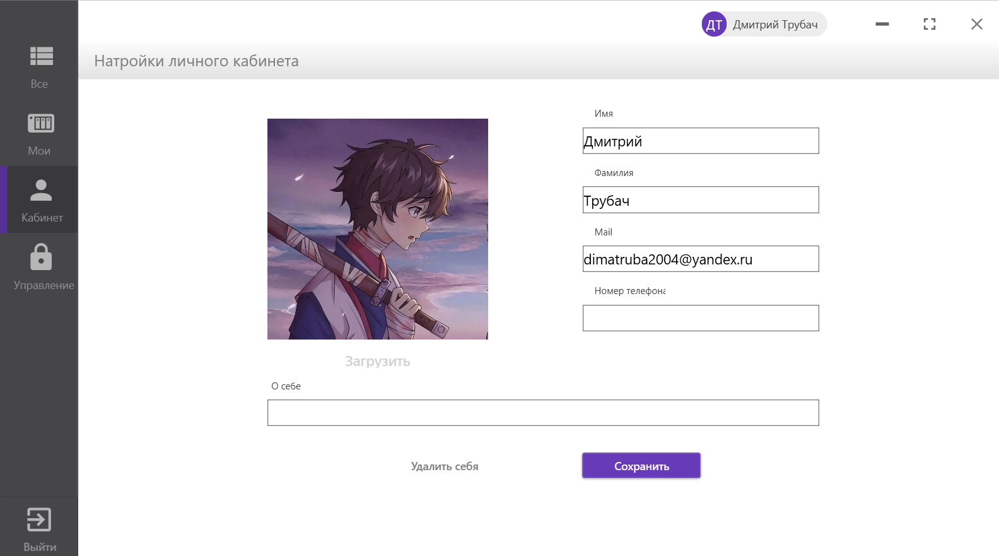 ДТ Дмитрий Трубач
Натройки личного кабинета
Все
Мои
Кабинет
Управление
Выйти
Имя
Дмитрий
Фамилия
Трубач
Mail
dimatruba2004@yandex.ru
Номер телефона
Загрузить
О себе
Удалить себя
Сохранить